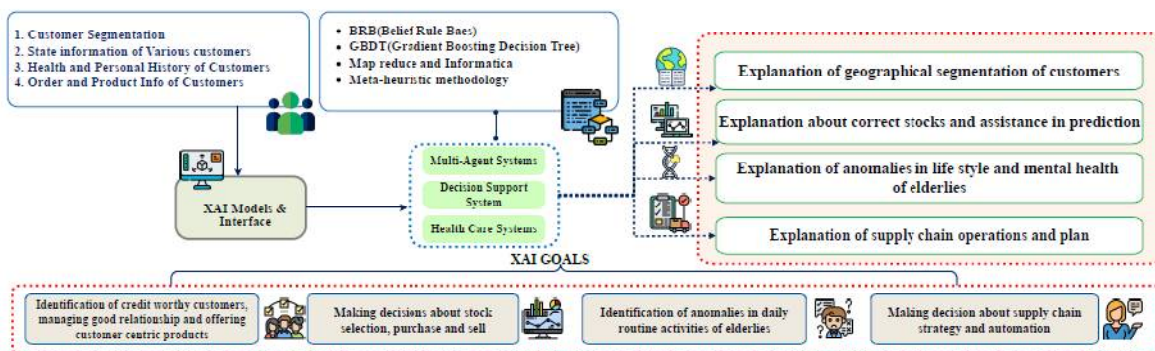 1. Customer Segmentation
2. State information of Various customers
3. Health and Personal History of Customers
4. Order and Product Info of Customers
• BRB(Belief Rule Baes)
• GBDT(Gradient Boosting Decision Tree)
• Map reduce and Informatica
• Meta-heuristic methodology
XAI Models &
Interface
Multi-Agent Systems
Decision Support
System
Health Care Systems
Explanation of geographical segmentation of customers
Explanation about correct stocks and assistance in prediction
Explanation of anomalies in life style and mental health
of elderlies
Explanation of supply chain operations and plan
XAI GOALS
Identification of credit worthy customers,
managing good relationship and offering
customer centric products
Making decisions about stock
selection, purchase and sell
Identification of anomalies in daily
routine activities of elderlies
Making decision about supply chain
strategy and automation